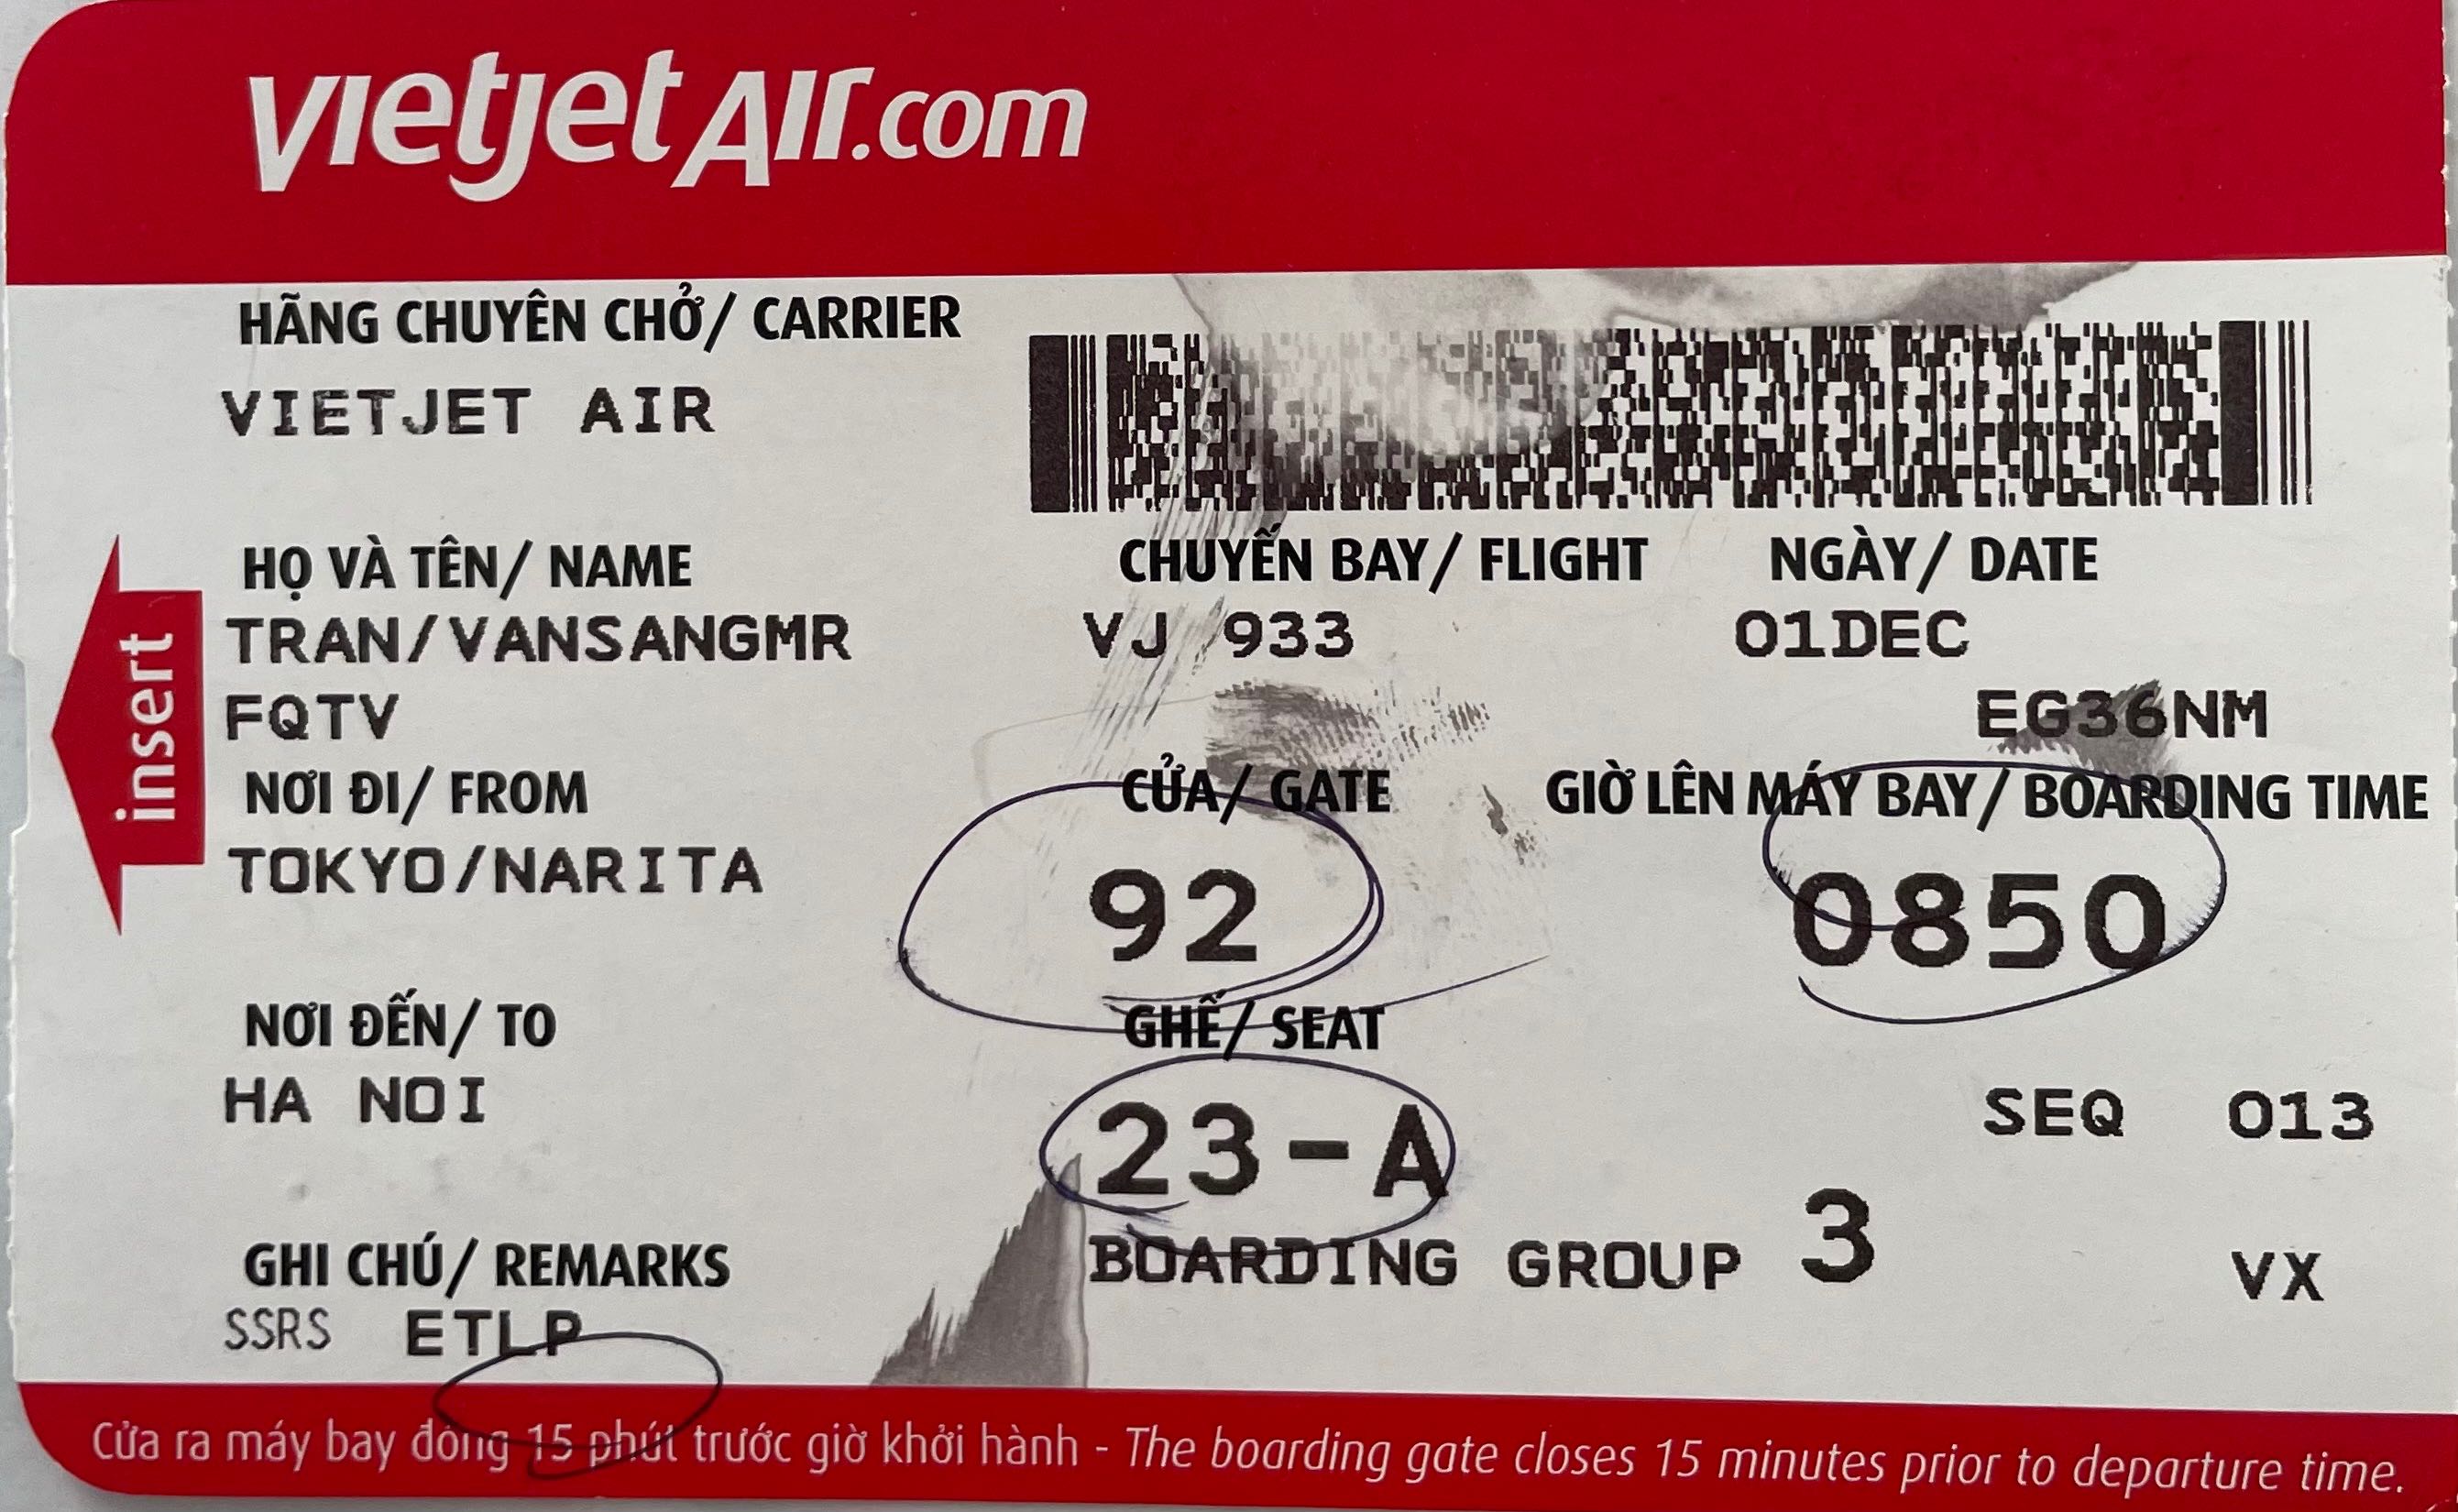 vietjetAir.com
HÃNG CHUYÊN CHỞ/ CARRIER
VIETJET AIR
HỌ VÀ TÊN/ NAME
CHUYẾN BAY/ FLIGHT
NGÀY/ DATE
TRAN/VANSANGMR
VJ 933
01DEC
FQTV
EG36NM
insert
NƠI ĐI/ FROM
CỬA/ GATE
GIỜ LÊN MÁY BAY/ BOARDING TIME
TOKYO/NARITA
92
0850
NƠI ĐẾN/ TO
GHẾ/ SEAT
HA NOI
23-A
SEQ 013
GHI CHÚ/ REMARKS
BOARDING GROUP 3
VX
SSRS ETLP
Cửa ra máy bay đóng 15 phút trước giờ khởi hành - The boarding gate closes 15 minutes prior to departure time.